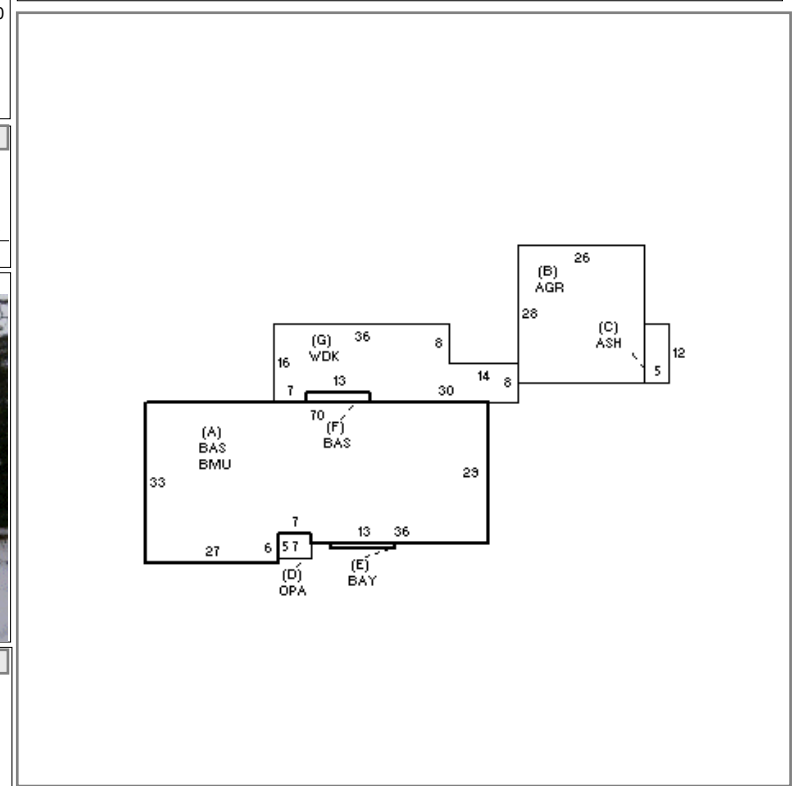 26
(B)
AGR
28
(C)
ASH
12
5
(G) 36
WDK
8
16
14 8
7 13 30
70
(F)
BAS
(A)
BAS
BMU
33
29
7
13 36
27 6 5 7
(D)
OPA
(E)
BAY